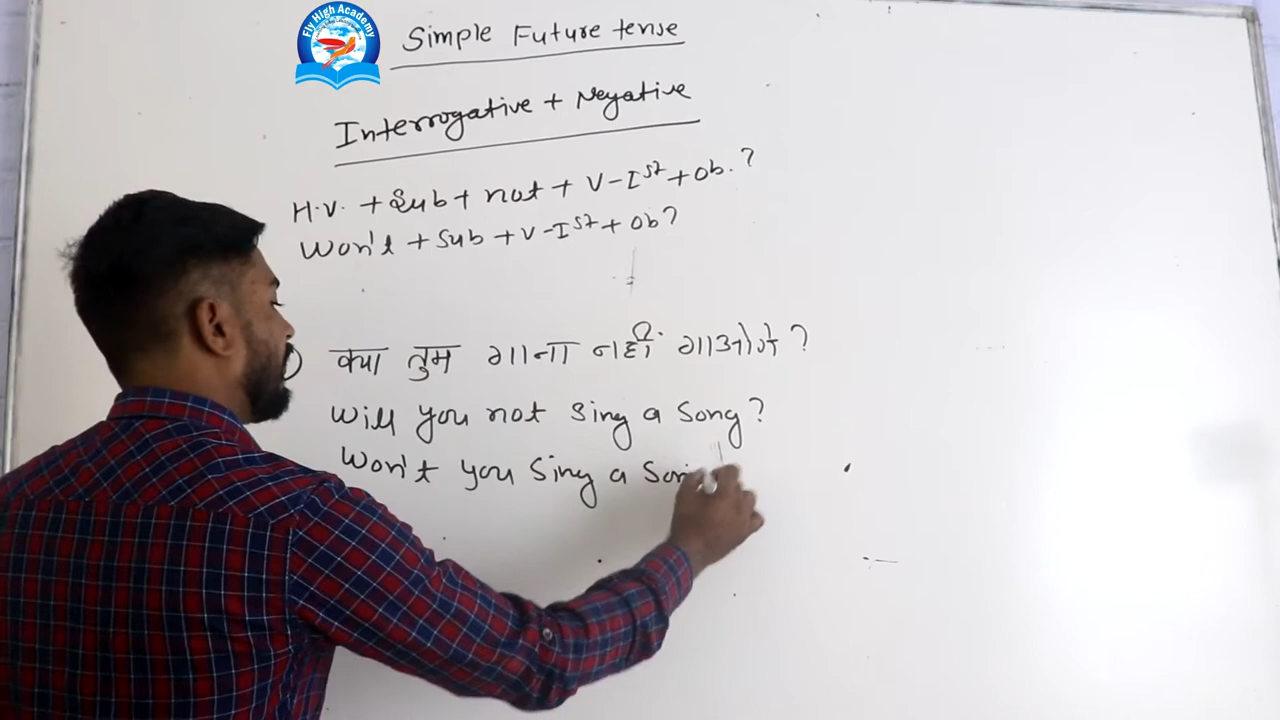 Fly High Academy
Simple Future tense
Interrogative + Negative
H.V. + Sub + not + V-Ist + Ob.?
Won't + Sub + V-Ist + Ob?
क्या तुम गाना नहीं गाओगे ?
Will you not Sing a Song?
Won't you Sing a